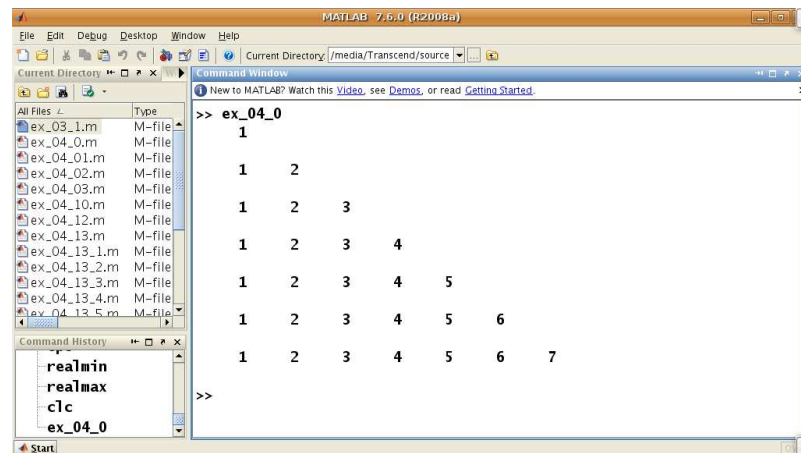 MATLAB 7.6.0 (R2008a)
File Edit Debug Desktop Window Help
Current Directory: /media/Transcend/source ...
Current Directory
Command Window
New to MATLAB? Watch this Video, see Demos, or read Getting Started.
All Files Type
ex_03_1.m M-file
ex_04_0.m M-file
ex_04_01.m M-file
ex_04_02.m M-file
ex_04_03.m M-file
ex_04_10.m M-file
ex_04_12.m M-file
ex_04_13.m M-file
ex_04_13_1.m M-file
ex_04_13_2.m M-file
ex_04_13_3.m M-file
ex_04_13_4.m M-file
ex_04_13_5.m M-file
>> ex_04_0
1
1 2
1 2 3
1 2 3 4
1 2 3 4 5
1 2 3 4 5 6
1 2 3 4 5 6 7
>>
Command History
realmin
realmax
clc
ex_04_0
Start